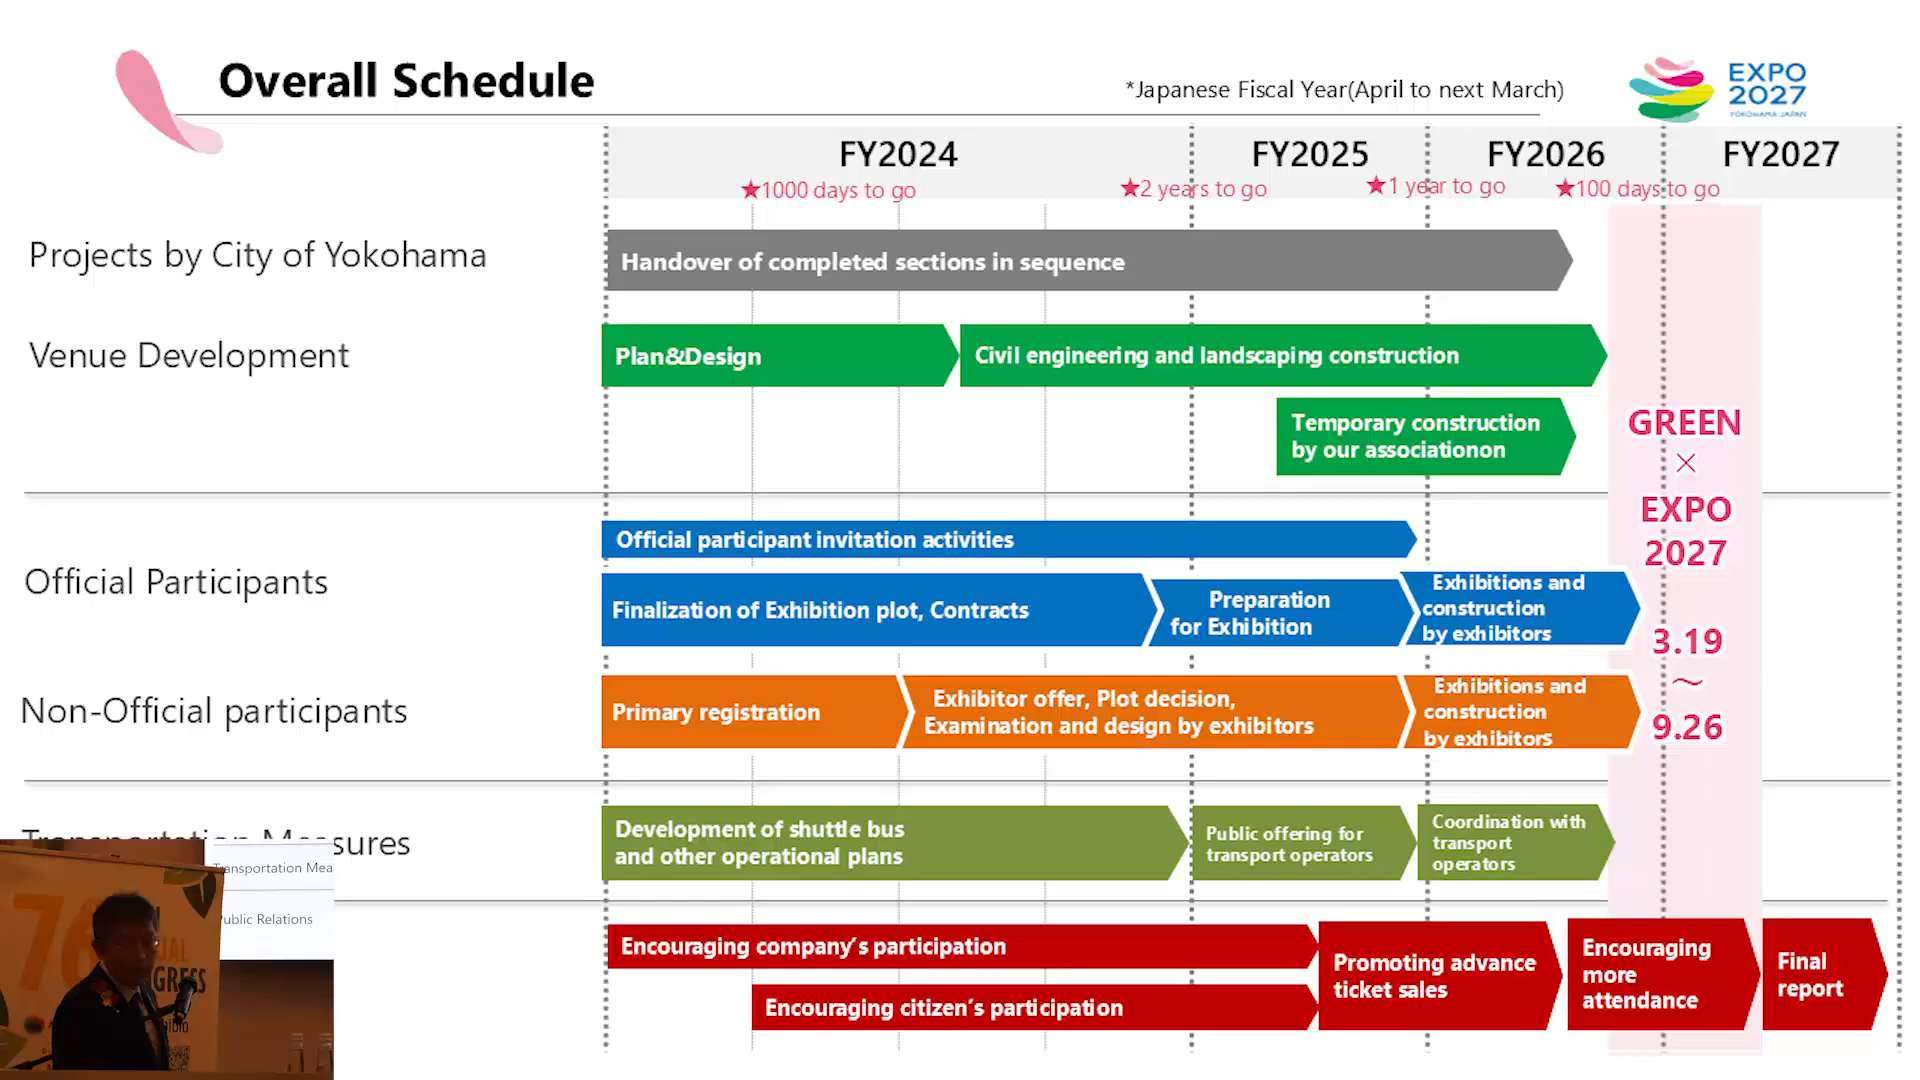 Overall Schedule
*Japanese Fiscal Year(April to next March)
EXPO
2027
YOKOHAMA JAPAN
FY2024
FY2025
FY2026
FY2027
★1000 days to go
★2 years to go
★1 year to go
★100 days to go
Projects by City of Yokohama
Handover of completed sections in sequence
Venue Development
Plan&Design
Civil engineering and landscaping construction
Temporary construction
by our associationon
GREEN
×
EXPO
2027
3.19
～
9.26
Official Participants
Official participant invitation activities
Finalization of Exhibition plot, Contracts
Preparation
for Exhibition
Exhibitions and
construction
by exhibitors
Non-Official participants
Primary registration
Exhibitor offer, Plot decision,
Examination and design by exhibitors
Exhibitions and
construction
by exhibitors
Transportation Measures
Development of shuttle bus
and other operational plans
Public offering for
transport operators
Coordination with
transport
operators
Encouraging company’s participation
Encouraging citizen’s participation
Promoting advance
ticket sales
Encouraging
more
attendance
Final
report
ransportation Mea
ublic Relations
76
UAL
GRESS